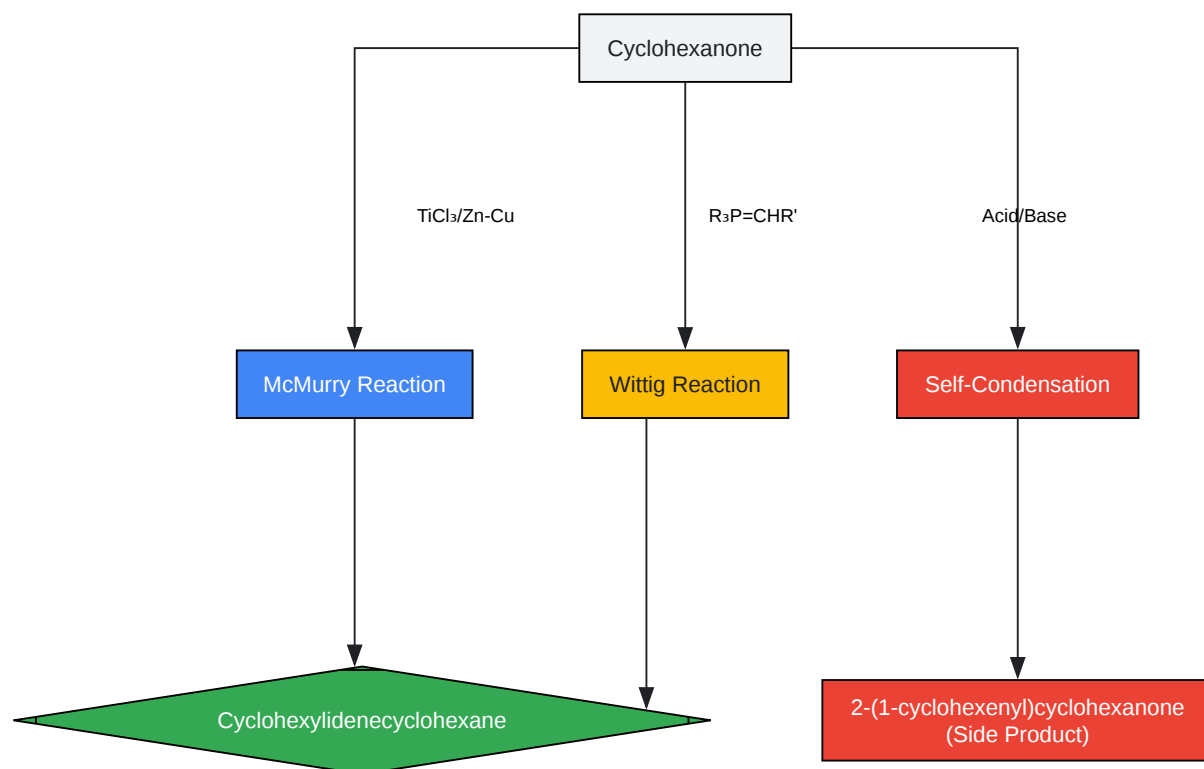 Cyclohexanone
TiCl₃/Zn-Cu
R₃P=CHR'
Acid/Base
McMurry Reaction
Wittig Reaction
Self-Condensation
Cyclohexylidenecyclohexane
2-(1-cyclohexenyl)cyclohexanone
(Side Product)